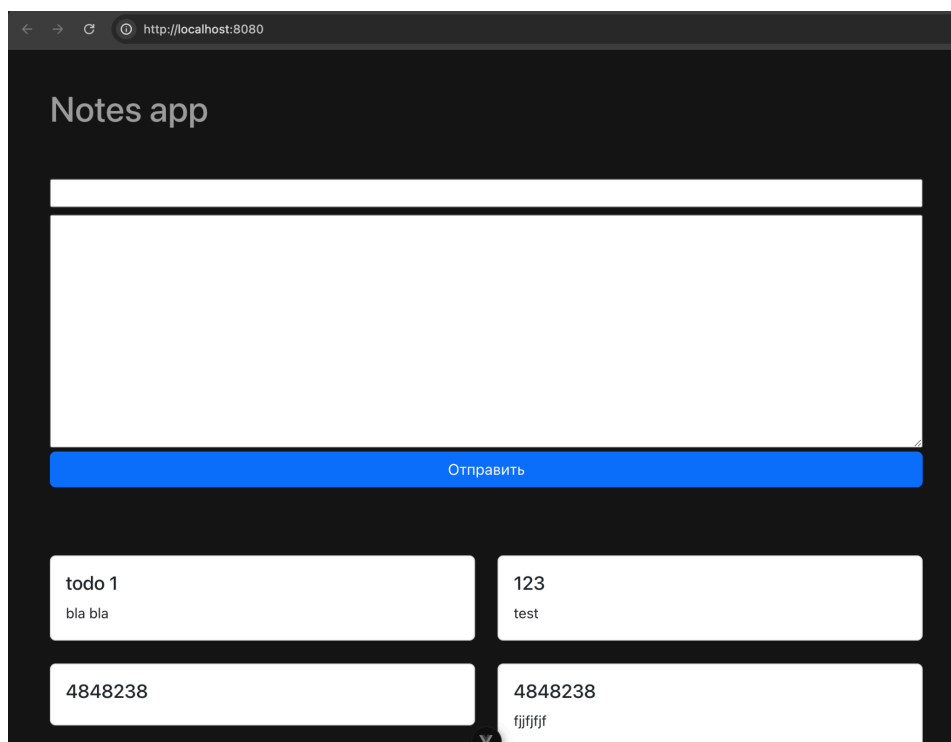 http://localhost:8080
Notes app
Отправить
todo 1
bla bla
123
test
4848238
4848238
fjjfjfjf